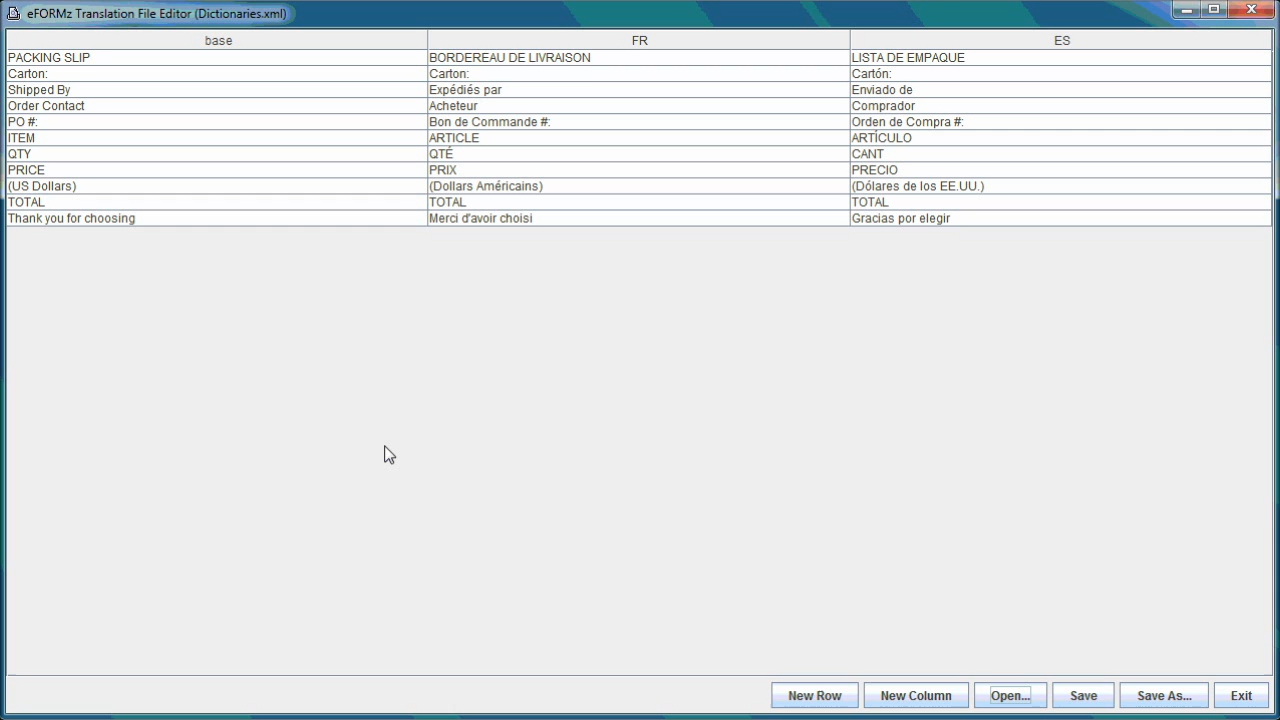 eFORMz Translation File Editor (Dictionaries.xml)
base FR ES
PACKING SLIP BORDEREAU DE LIVRAISON LISTA DE EMPAQUE
Carton: Carton: Cartón:
Shipped By Expédiés par Enviado de
Order Contact Acheteur Comprador
PO #: Bon de Commande #: Orden de Compra #:
ITEM ARTICLE ARTÍCULO
QTY QTÉ CANT
PRICE PRIX PRECIO
(US Dollars) (Dollars Américains) (Dólares de los EE.UU.)
TOTAL TOTAL TOTAL
Thank you for choosing Merci d'avoir choisi Gracias por elegir
New Row New Column Open... Save Save As... Exit